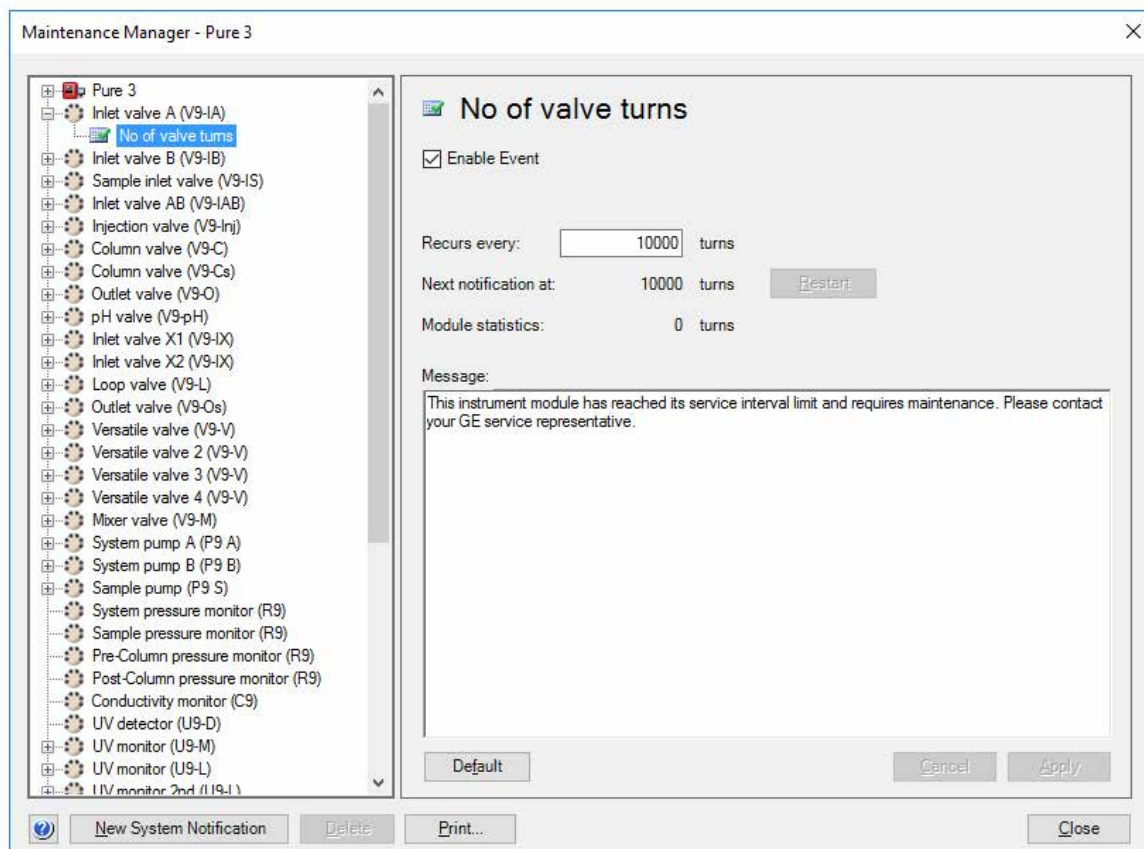 Maintenance Manager - Pure 3
Pure 3
Inlet valve A (V9-IA)
No of valve turns
Inlet valve B (V9-IB)
Sample inlet valve (V9-IS)
Inlet valve AB (V9-IAB)
Injection valve (V9-Inj)
Column valve (V9-C)
Column valve (V9-Cs)
Outlet valve (V9-O)
pH valve (V9-pH)
Inlet valve X1 (V9-IX)
Inlet valve X2 (V9-IX)
Loop valve (V9-L)
Outlet valve (V9-Os)
Versatile valve (V9-V)
Versatile valve 2 (V9-V)
Versatile valve 3 (V9-V)
Versatile valve 4 (V9-V)
Mixer valve (V9-M)
System pump A (P9 A)
System pump B (P9 B)
Sample pump (P9 S)
System pressure monitor (R9)
Sample pressure monitor (R9)
Pre-Column pressure monitor (R9)
Post-Column pressure monitor (R9)
Conductivity monitor (C9)
UV detector (U9-D)
UV monitor (U9-M)
UV monitor (U9-L)
UV monitor 2nd (U9-L)
No of valve turns
Enable Event
Recurs every: 10000 turns
Next notification at: 10000 turns Restart
Module statistics: 0 turns
Message:
This instrument module has reached its service interval limit and requires maintenance. Please contact
your GE service representative.
Default Cancel Apply
New System Notification Delete Print... Close